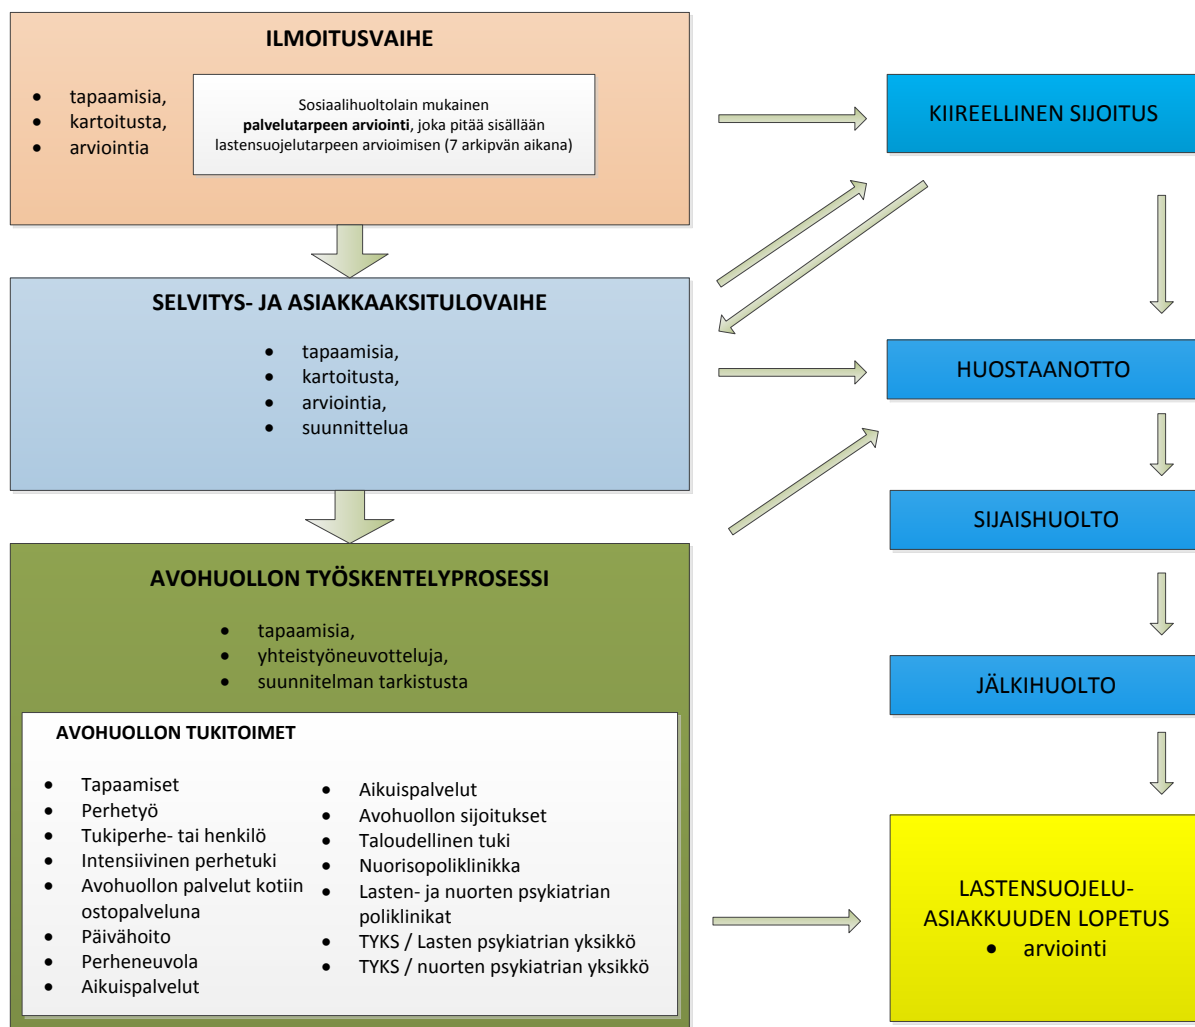 ILMOITUSVAIHE
• tapaamisia,
• kartoitusta,
• arviointia
Sosiaalihuoltolain mukainen
palvelutarpeen arviointi, joka pitää sisällään
lastensuojelutarpeen arvioimisen (7 arkipvän aikana)
KIIREELLINEN SIJOITUS
SELVITYS- JA ASIAKKAAKSITULOVAIHE
• tapaamisia,
• kartoitusta,
• arviointia,
• suunnittelua
HUOSTAANOTTO
SIJAISHUOLTO
AVOHUOLLON TYÖSKENTELYPROSESSI
• tapaamisia,
• yhteistyöneuvotteluja,
• suunnitelman tarkistusta
JÄLKIHUOLTO
AVOHUOLLON TUKITOIMET
• Tapaamiset
• Perhetyö
• Tukiperhe- tai henkilö
• Intensiivinen perhetuki
• Avohuollon palvelut kotiin
ostopalveluna
• Päivähoito
• Perheneuvola
• Aikuispalvelut
• Aikuispalvelut
• Avohuollon sijoitukset
• Taloudellinen tuki
• Nuorisopoliklinikka
• Lasten- ja nuorten psykiatrian
poliklinikat
• TYKS / Lasten psykiatrian yksikkö
• TYKS / nuorten psykiatrian yksikkö
LASTENSUOJELU-
ASIAKKUUDEN LOPETUS
• arviointi